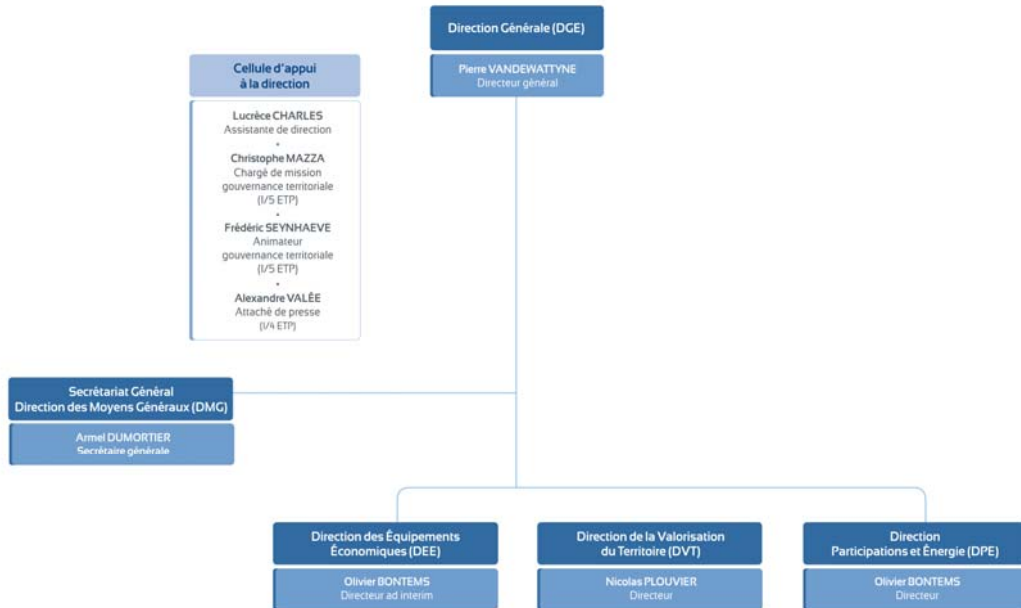 Direction Générale (DGE)
Pierre VANDEWATTYNE
Directeur général
Cellule d'appui
à la direction
Lucrèce CHARLES
Assistante de direction
•
Christophe MAZZA
Chargé de mission
gouvernance territoriale
(1/5 ETP)
•
Frédéric SEYNHAEVE
Animateur
gouvernance territoriale
(1/5 ETP)
•
Alexandre VALÉE
Attaché de presse
(1/4 ETP)
Secrétariat Général
Direction des Moyens Généraux (DMG)
Armel DUMORTIER
Secrétaire générale
Direction des Équipements
Économiques (DEE)
Olivier BONTEMS
Directeur ad interim
Direction de la Valorisation
du Territoire (DVT)
Nicolas PLOUVIER
Directeur
Direction
Participations et Énergie (DPE)
Olivier BONTEMS
Directeur